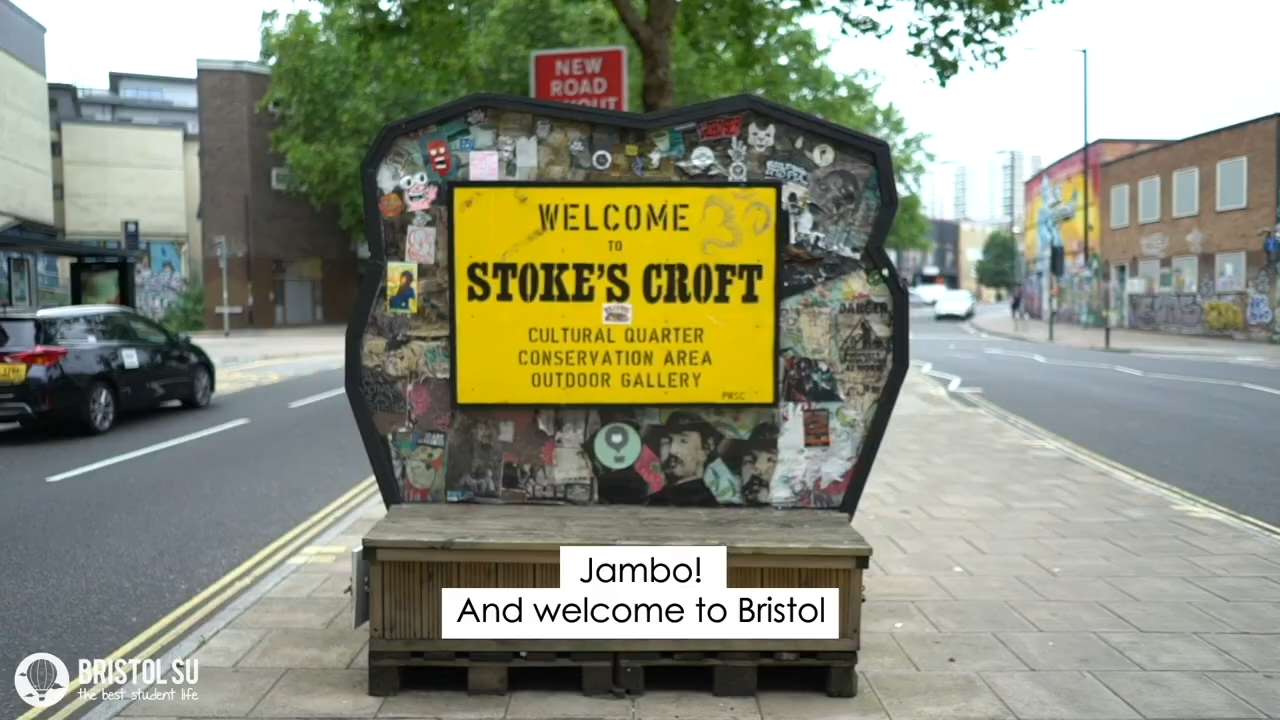 NEW
ROAD
WELCOME
TO
STOKE'S CROFT
CULTURAL QUARTER
CONSERVATION AREA
OUTDOOR GALLERY
PRSC
DANGER
Jambo!
And welcome to Bristol
BRISTOL SU
the best student life